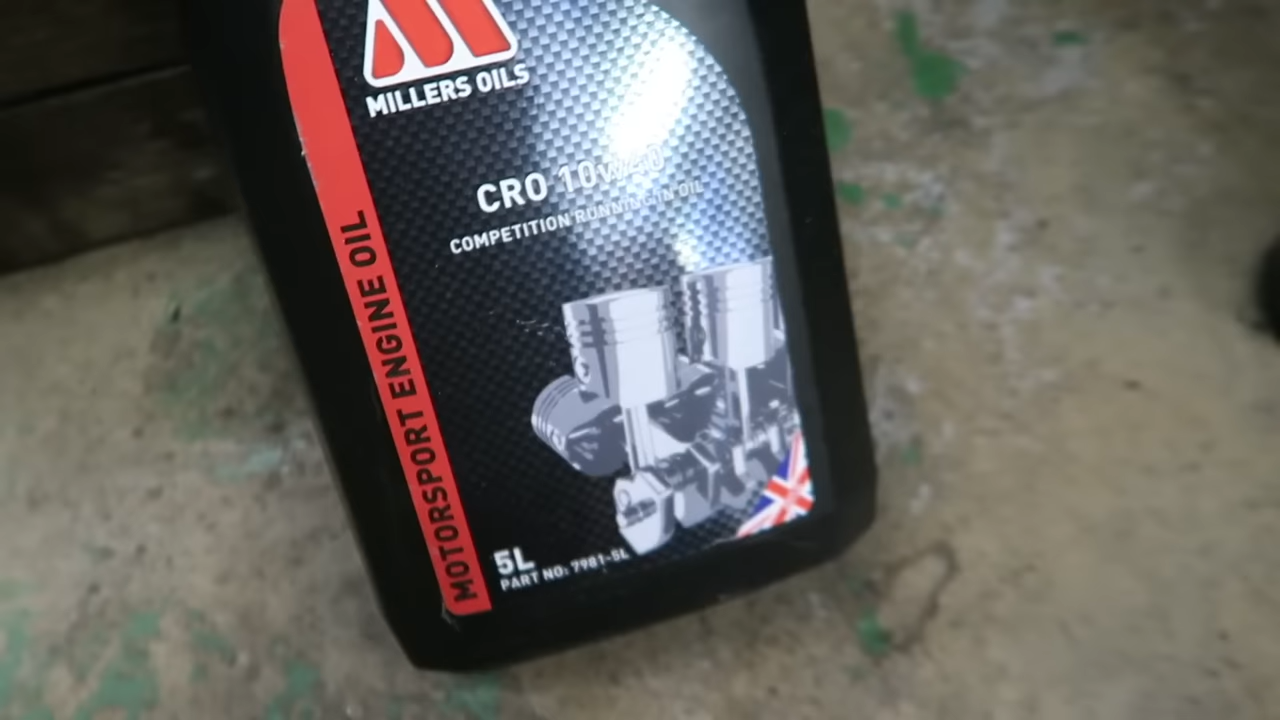 MILLERS OILS
CRO 10w40
COMPETITION RUNNING IN OIL
MOTORSPORT ENGINE OIL
5L
PART NO: 7981-5L